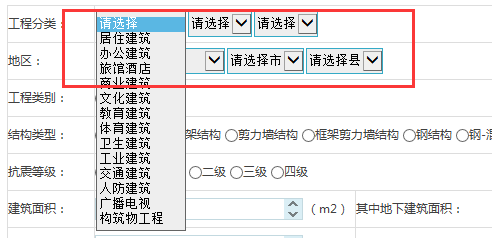 工程分类： 请选择 请选择 请选择
居住建筑
办公建筑
地区： 旅馆酒店 请选择市 请选择县
商业建筑
工程类别： 文化建筑
教育建筑
结构类型： 体育建筑 架结构 剪力墙结构 框架剪力墙结构 钢结构 钢-
卫生建筑
工业建筑
抗震等级： 交通建筑 二级 三级 四级
人防建筑
建筑面积： 广播电视 （m2） 其中地下建筑面积：
构筑物工程